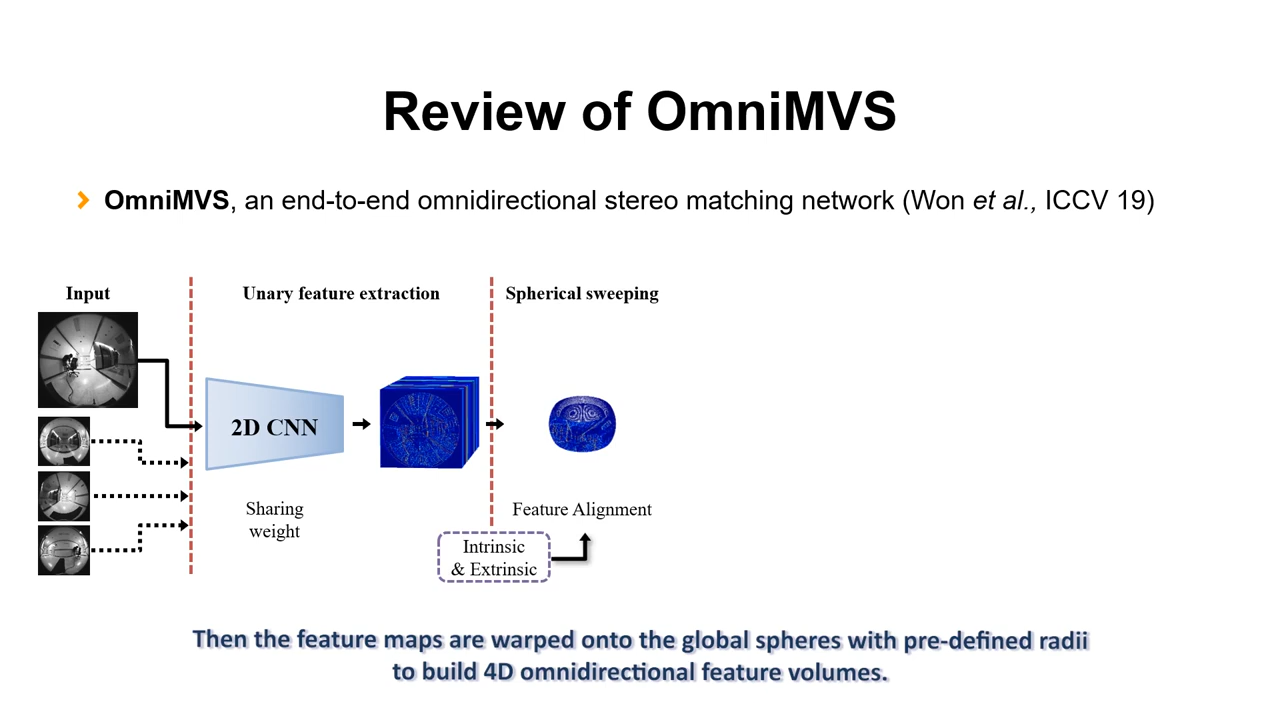 Review of OmniMVS
OmniMVS, an end-to-end omnidirectional stereo matching network (Won et al., ICCV 19)
Input
Unary feature extraction
Spherical sweeping
2D CNN
Sharing
weight
Feature Alignment
Intrinsic
& Extrinsic
Then the feature maps are warped onto the global spheres with pre-defined radii
to build 4D omnidirectional feature volumes.